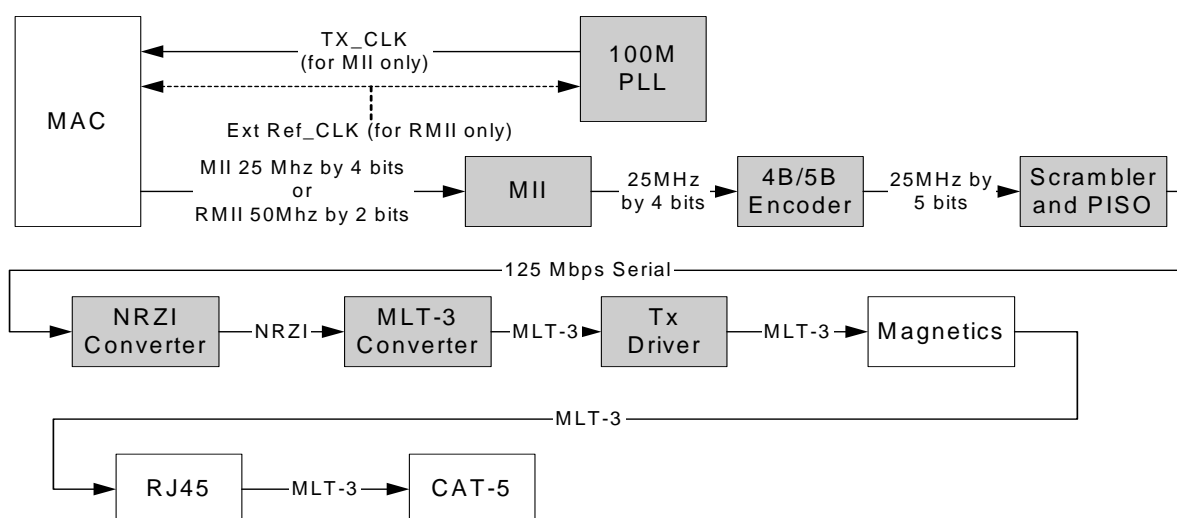 TX_CLK
(for MII only)
100M
PLL
MAC
Ext Ref_CLK (for RMII only)
MII 25 Mhz by 4 bits
or
RMII 50Mhz by 2 bits
MII
25MHz
by 4 bits
4B/5B
Encoder
25MHz by
5 bits
Scrambler
and PISO
125 Mbps Serial
NRZI
Converter
NRZI
MLT-3
Converter
MLT-3
Tx
Driver
MLT-3
Magnetics
MLT-3
RJ45
MLT-3
CAT-5